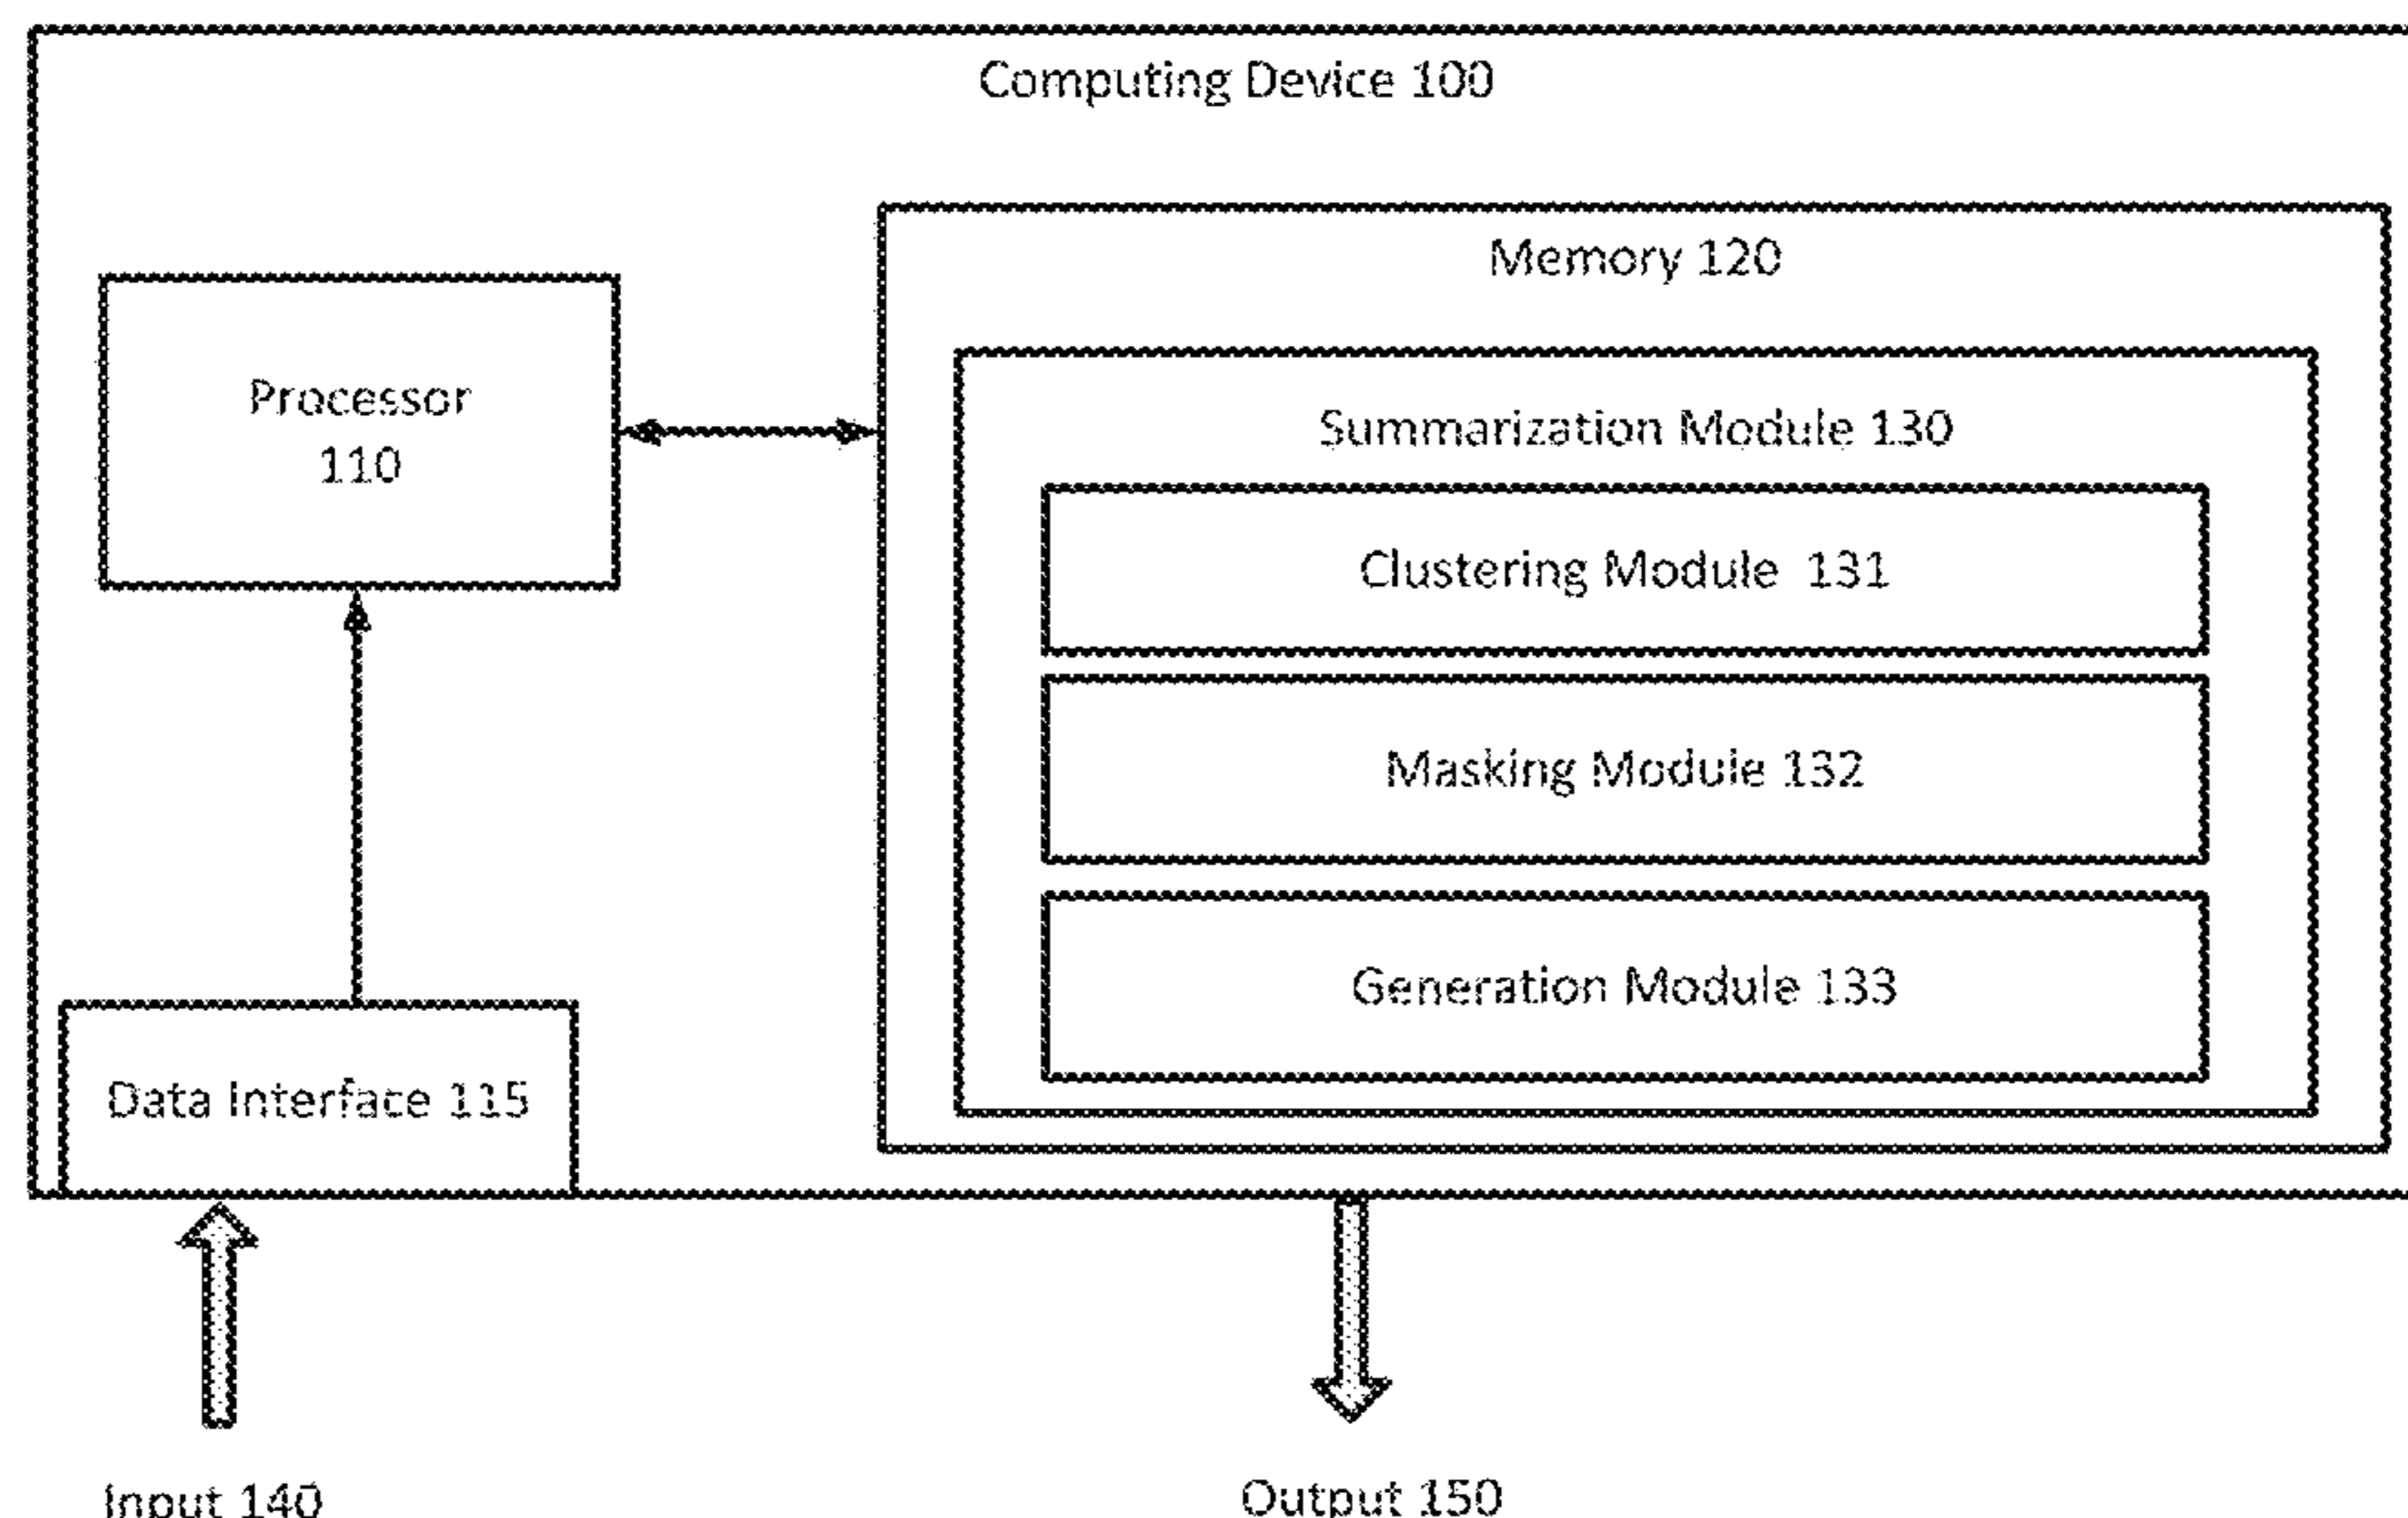 Computing Device 100
Memory 120
Processor
110
Summarization Module 130
Clustering Module 131
Masking Module 132
Generation Module 133
Data Interface 115
Input 140
Output 150